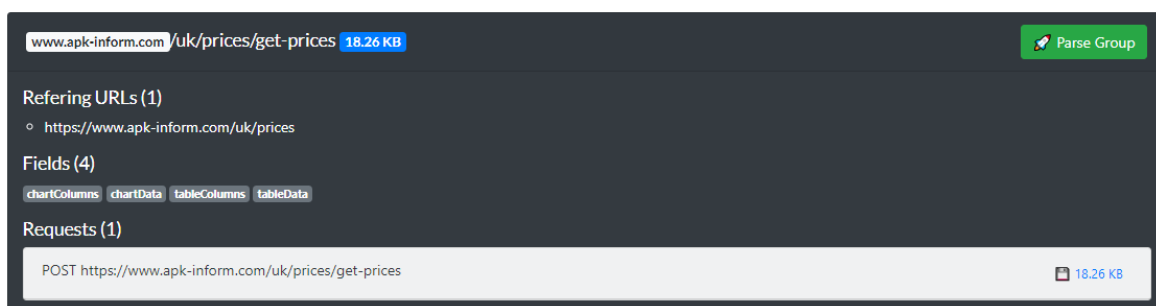 www.apk-inform.com/uk/prices/get-prices 18.26 KB
Parse Group
Refering URLs (1)
https://www.apk-inform.com/uk/prices
Fields (4)
chartColumns chartData tableColumns tableData
Requests (1)
POST https://www.apk-inform.com/uk/prices/get-prices 18.26 KB